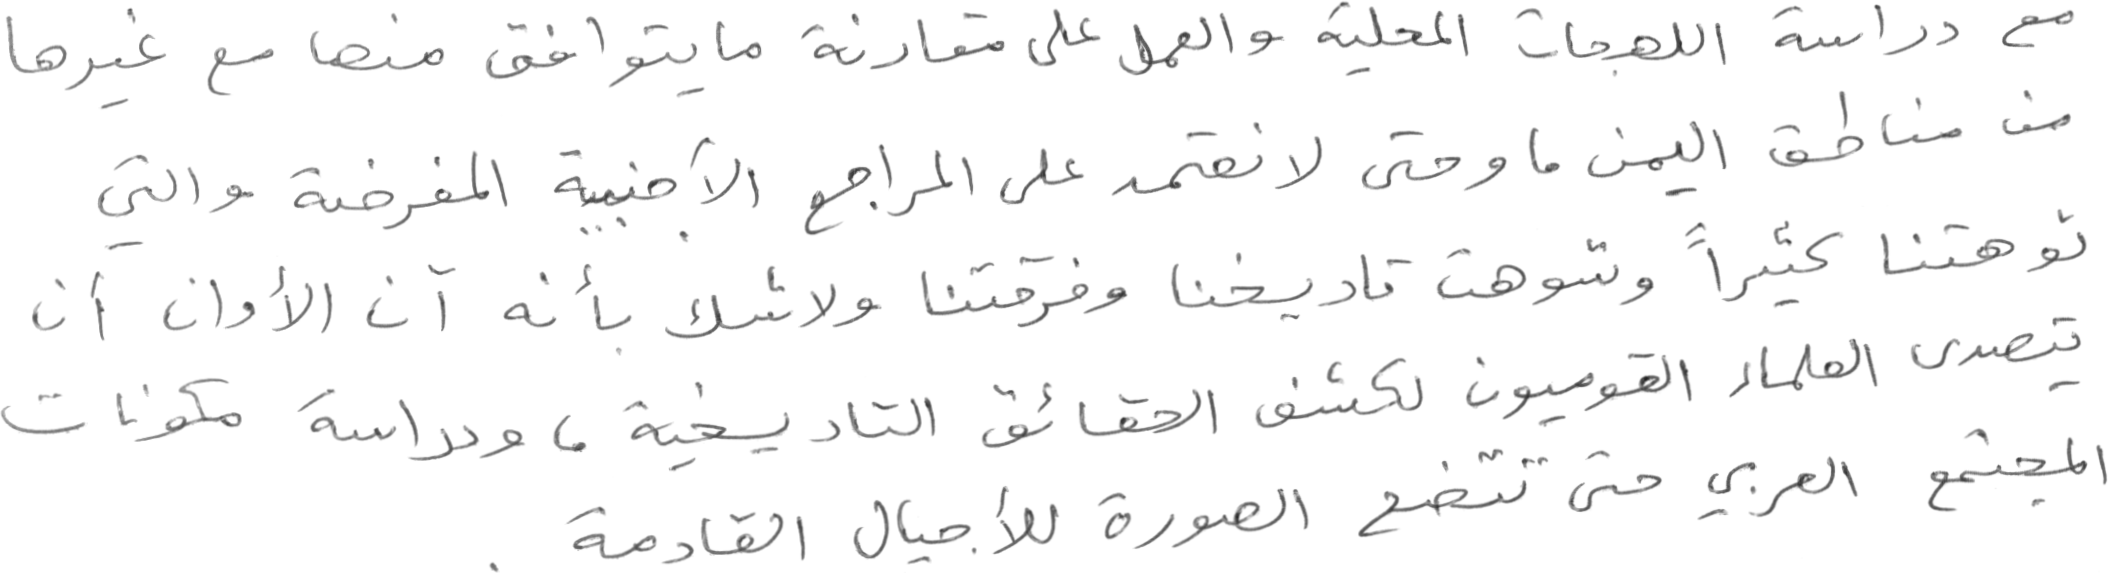 مع دراسة اللهجات المحلية والعمل على مقارنة ما يتوافق منها مع غيرها
من مناطق اليمن، وحتى لا نعتمد على المراجع الأجنبية المغرضة والتي
توهتنا كثيراً وشوهت تاريخنا وفرقتنا ولا شك بأنه آن الأوان أن
يتصدى العلماء القوميون لكشف الحقائق التاريخية، ودراسة مكونات
المجتمع العربي حتى تتضح الصورة للأجيال القادمة.